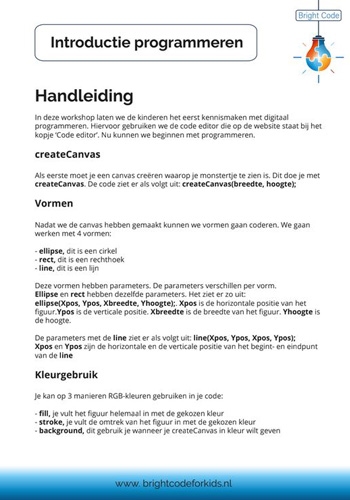 Bright Code
Introductie programmeren
Handleiding
In deze workshop laten we de kinderen het eerst kennismaken met digitaal
programmeren. Hiervoor gebruiken we de code editor die op de website staat bij het
kopje ‘Code editor’. Nu kunnen we beginnen met programmeren.
createCanvas
Als eerste moet je een canvas creëren waarop je monstertje te zien is. Dit doe je met
createCanvas. De code ziet er als volgt uit: createCanvas(breedte, hoogte);
Vormen
Nadat we de canvas hebben gemaakt kunnen we vormen gaan coderen. We gaan
werken met 4 vormen:
- ellipse, dit is een cirkel
- rect, dit is een rechthoek
- line, dit is een lijn
Deze vormen hebben parameters. De parameters verschillen per vorm.
Ellipse en rect hebben dezelfde parameters. Het ziet er zo uit:
ellipse(Xpos, Ypos, Xbreedte, Yhoogte);. Xpos is de horizontale positie van het
figuur.Ypos is de verticale positie. Xbreedte is de breedte van het figuur. Yhoogte is
de hoogte.
De parameters met de line ziet er als volgt uit: line(Xpos, Ypos, Xpos, Ypos);
Xpos en Ypos zijn de horizontale en de verticale positie van het begin- en eindpunt
van de line
Kleurgebruik
Je kan op 3 manieren RGB-kleuren gebruiken in je code:
- fill, je vult het figuur helemaal in met de gekozen kleur
- stroke, je vult de omtrek van het figuur in met de gekozen kleur
- background, dit gebruik je wanneer je createCanvas in kleur wilt geven
www. brightcodeforkids.nl